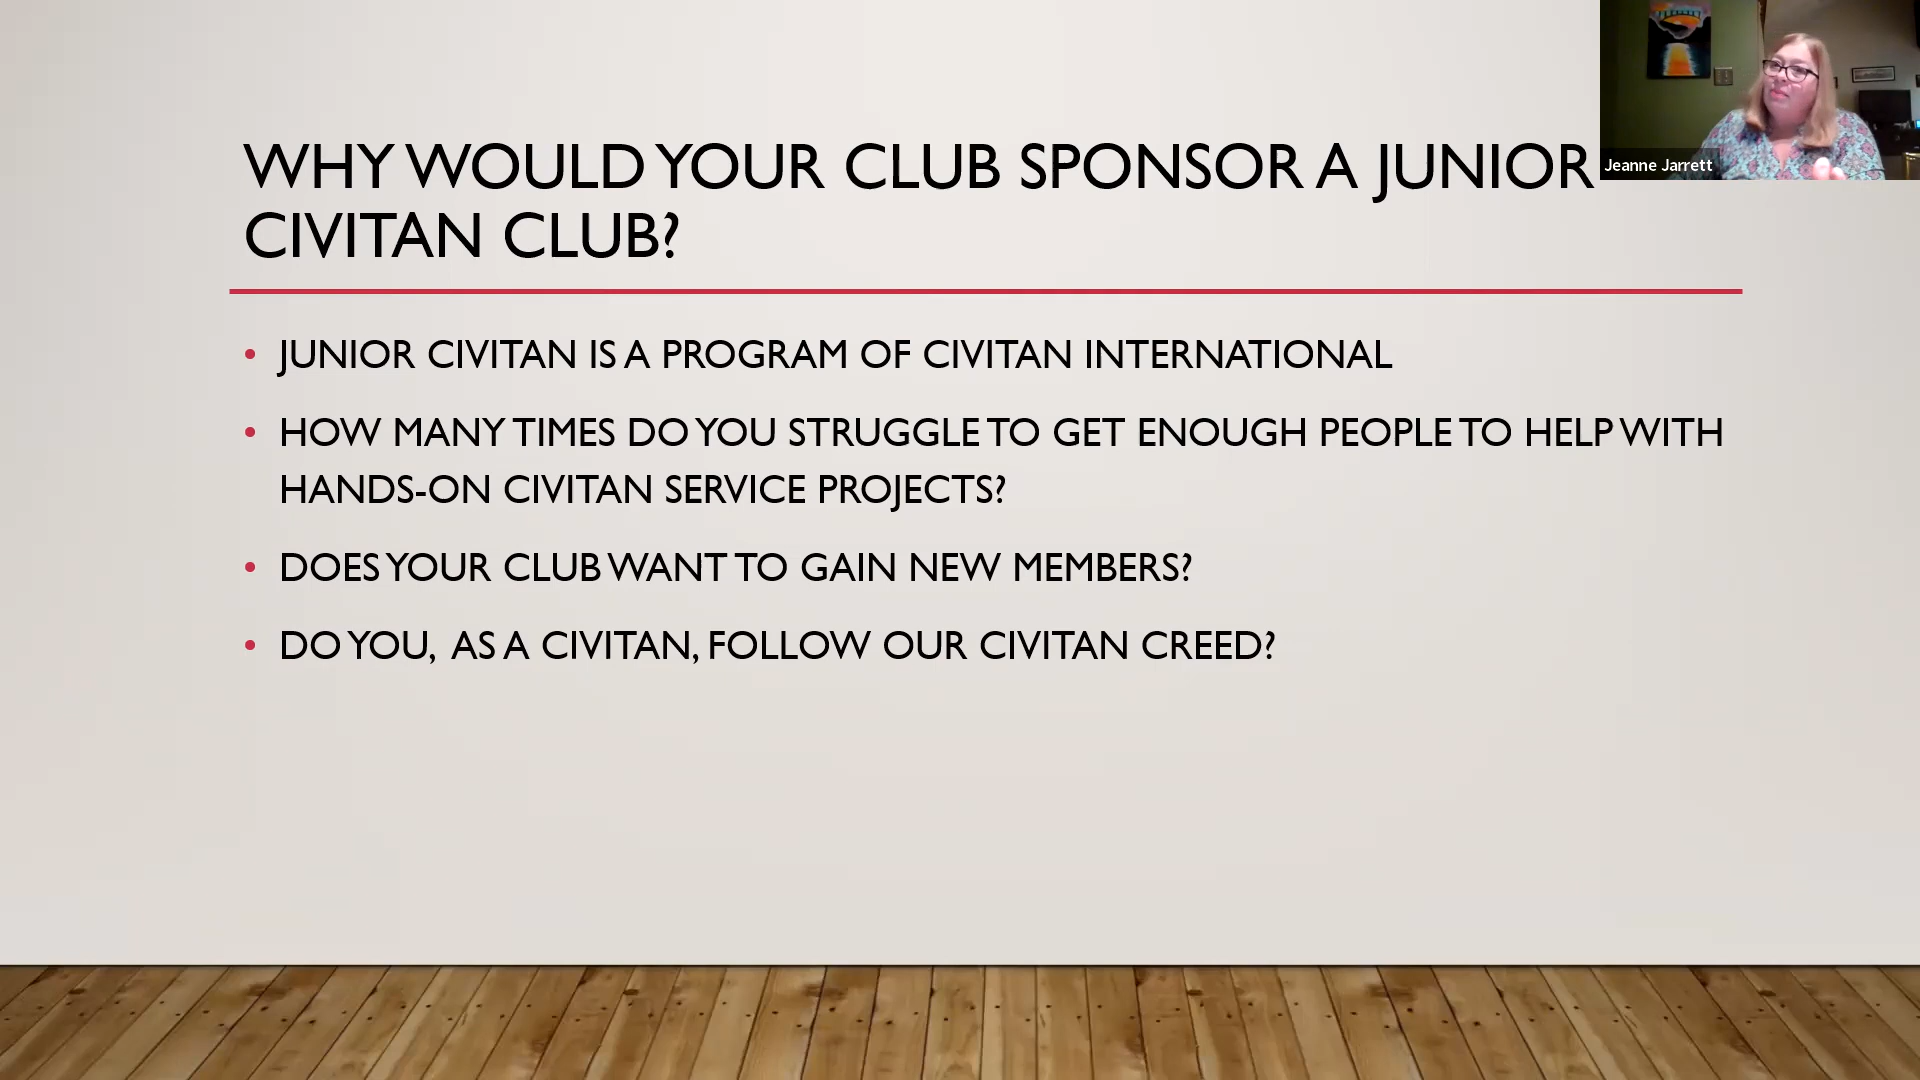 WHY WOULD YOUR CLUB SPONSOR A JUNIOR
CIVITAN CLUB?
Jeanne Jarrett
• JUNIOR CIVITAN IS A PROGRAM OF CIVITAN INTERNATIONAL
• HOW MANY TIMES DO YOU STRUGGLE TO GET ENOUGH PEOPLE TO HELP WITH
HANDS-ON CIVITAN SERVICE PROJECTS?
• DOES YOUR CLUB WANT TO GAIN NEW MEMBERS?
• DO YOU, AS A CIVITAN, FOLLOW OUR CIVITAN CREED?